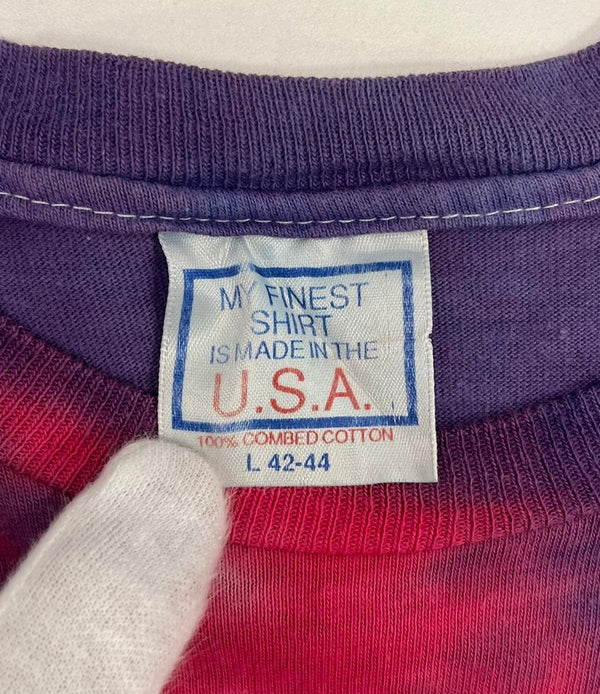 MY FINEST
SHIRT
IS MADE IN THE
U.S.A.
100% COMBED COTTON
L 42-44